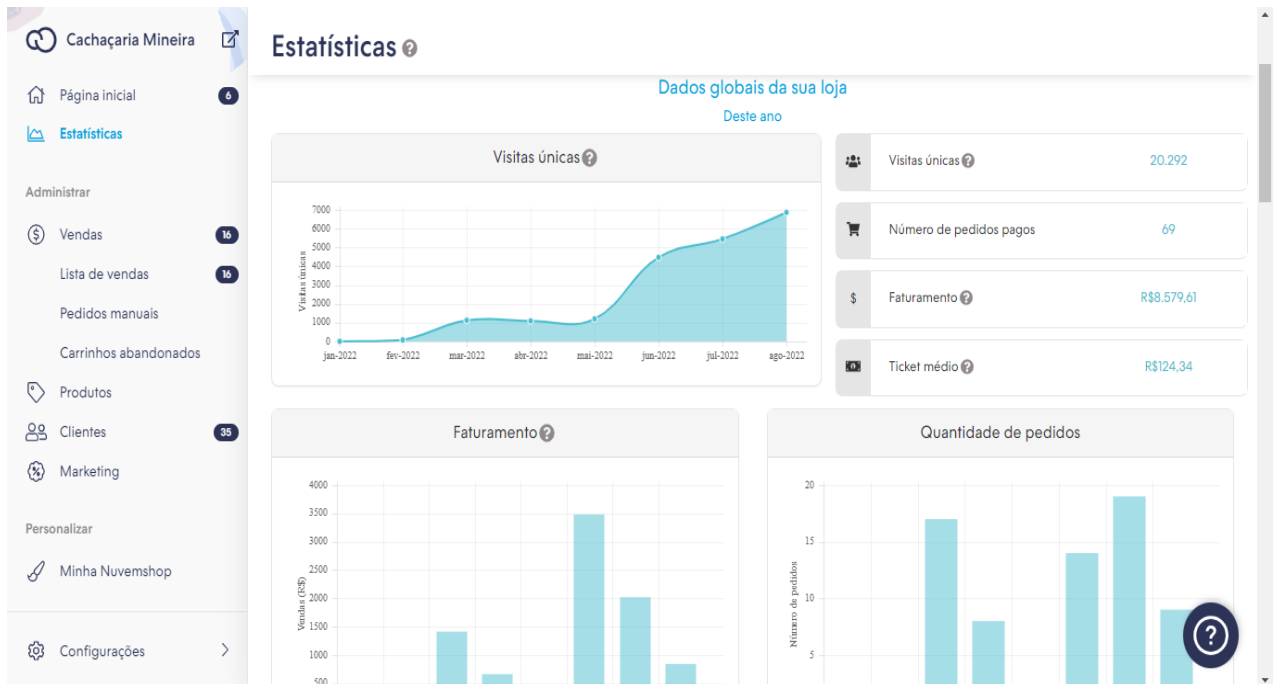 Cachaçaria Mineira
Página inicial
6
Estatísticas
Administrar
Vendas
16
Lista de vendas
16
Pedidos manuais
Carrinhos abandonados
Produtos
Clientes
35
Marketing
Personalizar
Minha Nuvemshop
Configurações
Estatísticas ?
Dados globais da sua loja
Deste ano
Visitas únicas ?
Visitas únicas
7000
6000
5000
4000
3000
2000
1000
0
jan-2022 fev-2022 mar-2022 abr-2022 mai-2022 jun-2022 jul-2022 ago-2022
Visitas únicas ? 20.292
Número de pedidos pagos 69
$ Faturamento ? R$8.579,61
Ticket médio ? R$124,34
Faturamento ?
Vendas (R$)
4000
3500
3000
2500
2000
1500
1000
500
Quantidade de pedidos
Número de pedidos
20
15
10
5
?